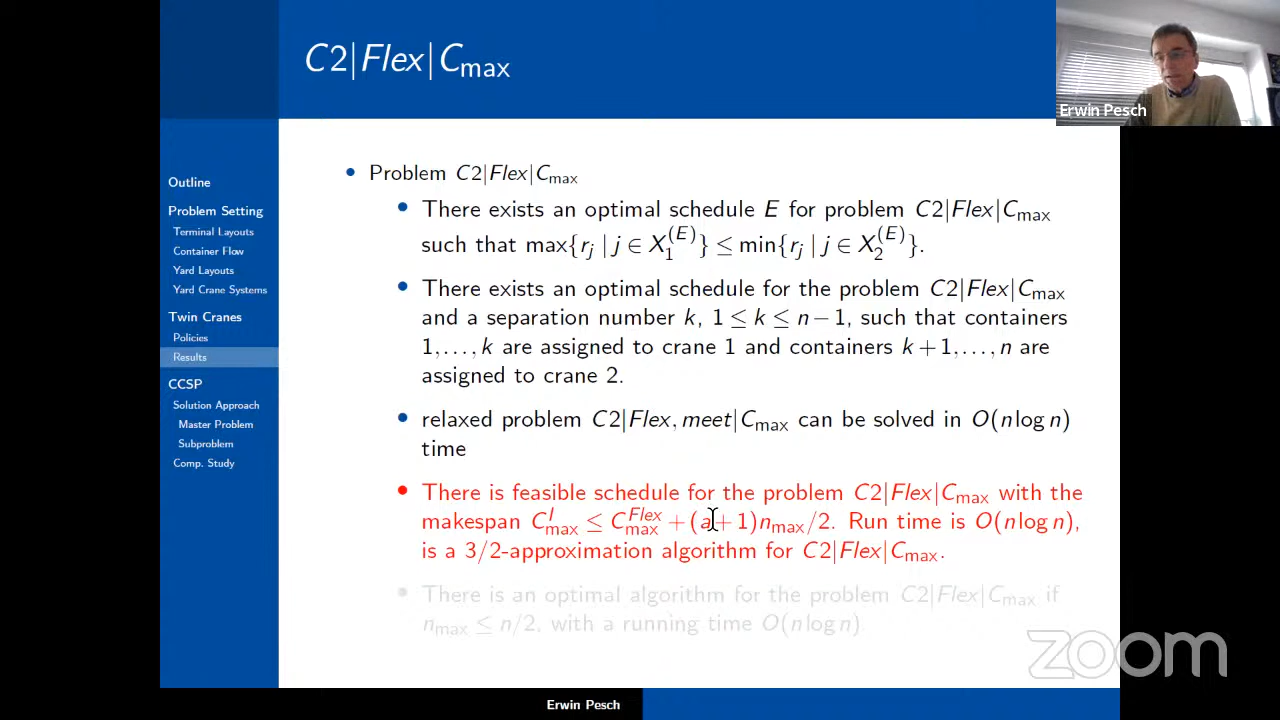 C2|Flex|Cmax
Erwin Pesch
Outline
Problem Setting
Terminal Layouts
Container Flow
Yard Layouts
Yard Crane Systems
Twin Cranes
Policies
Results
CCSP
Solution Approach
Master Problem
Subproblem
Comp. Study
• Problem C2|Flex|Cmax
• There exists an optimal schedule E for problem C2|Flex|Cmax
such that max{rj | j ∈ X1(E)} ≤ min{rj | j ∈ X2(E)}.
• There exists an optimal schedule for the problem C2|Flex|Cmax
and a separation number k, 1 ≤ k ≤ n−1, such that containers
1,…,k are assigned to crane 1 and containers k+1,…,n are
assigned to crane 2.
• relaxed problem C2|Flex, meet|Cmax can be solved in O(n log n)
time
• There is feasible schedule for the problem C2|Flex|Cmax with the
makespan C^I_max ≤ C^Flex_max + (a+1)nmax/2. Run time is O(n log n),
is a 3/2-approximation algorithm for C2|Flex|Cmax.
• There is an optimal algorithm for the problem C2|Flex|Cmax if
nmax ≤ n/2, with a running time O(n log n)
zoom
Erwin Pesch